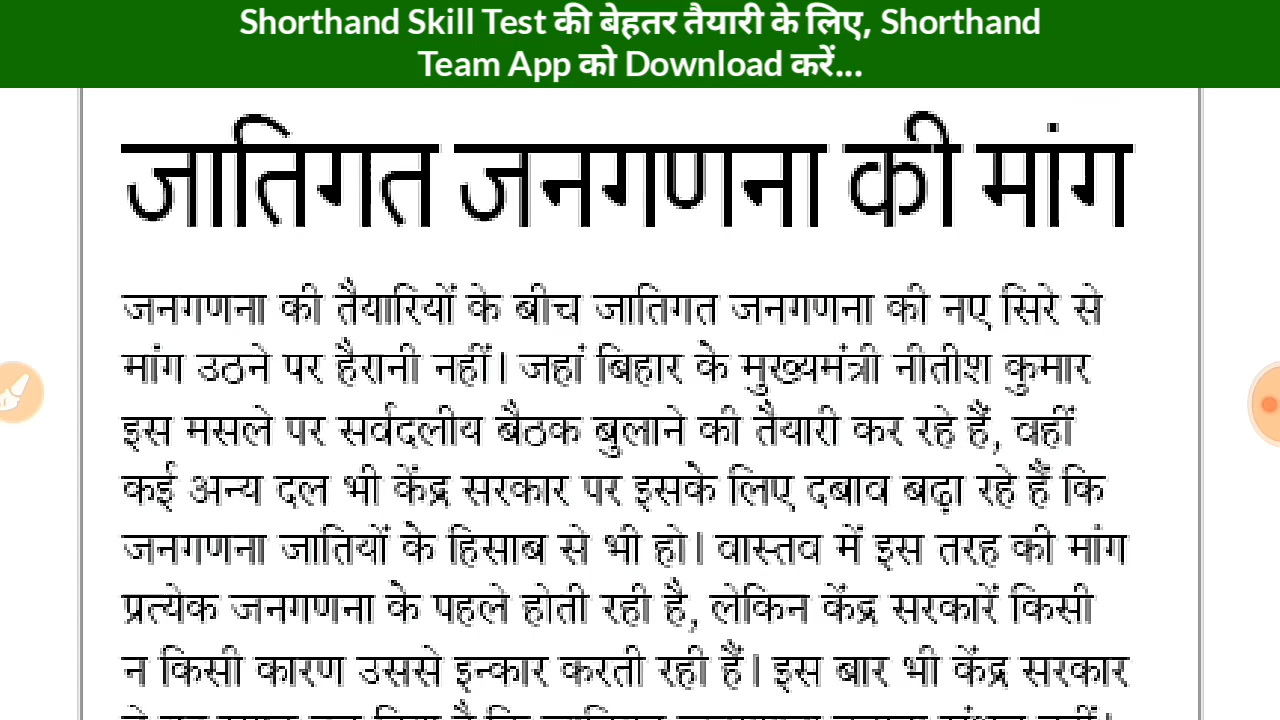 Shorthand Skill Test की बेहतर तैयारी के लिए, Shorthand
Team App को Download करें...
जातिगत जनगणना की मांग
जनगणना की तैयारियों के बीच जातिगत जनगणना की नए सिरे से
मांग उठने पर हैरानी नहीं। जहां बिहार के मुख्यमंत्री नीतीश कुमार
इस मसले पर सर्वदलीय बैठक बुलाने की तैयारी कर रहे हैं, वहीं
कई अन्य दल भी केंद्र सरकार पर इसके लिए दबाव बढ़ा रहे हैं कि
जनगणना जातियों के हिसाब से भी हो। वास्तव में इस तरह की मांग
प्रत्येक जनगणना के पहले होती रही है, लेकिन केंद्र सरकारें किसी
न किसी कारण उससे इन्कार करती रही हैं। इस बार भी केंद्र सरकार